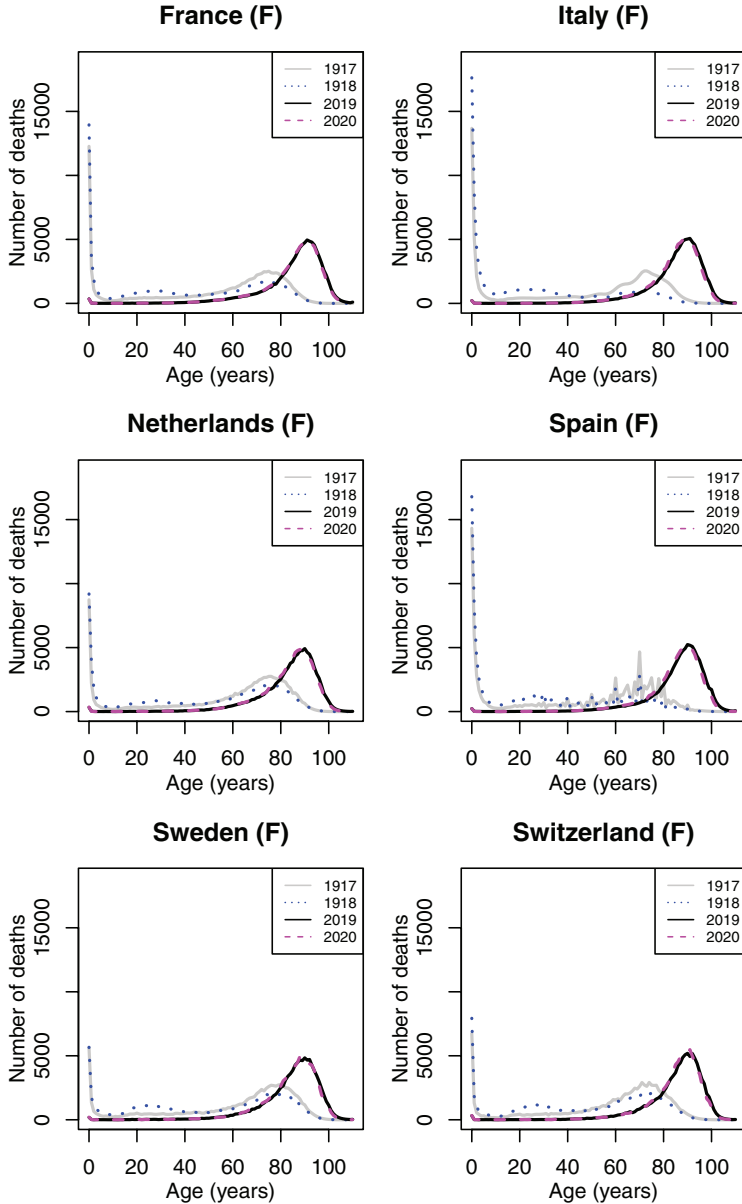 France (F)
Number of deaths
15000
5000
0
1917
1918
2019
2020
0 20 40 60 80 100
Age (years)
Italy (F)
Number of deaths
15000
5000
0
1917
1918
2019
2020
0 20 40 60 80 100
Age (years)
Netherlands (F)
Number of deaths
15000
5000
0
1917
1918
2019
2020
0 20 40 60 80 100
Age (years)
Spain (F)
Number of deaths
15000
5000
0
1917
1918
2019
2020
0 20 40 60 80 100
Age (years)
Sweden (F)
Number of deaths
15000
5000
0
1917
1918
2019
2020
0 20 40 60 80 100
Age (years)
Switzerland (F)
Number of deaths
15000
5000
0
1917
1918
2019
2020
0 20 40 60 80 100
Age (years)